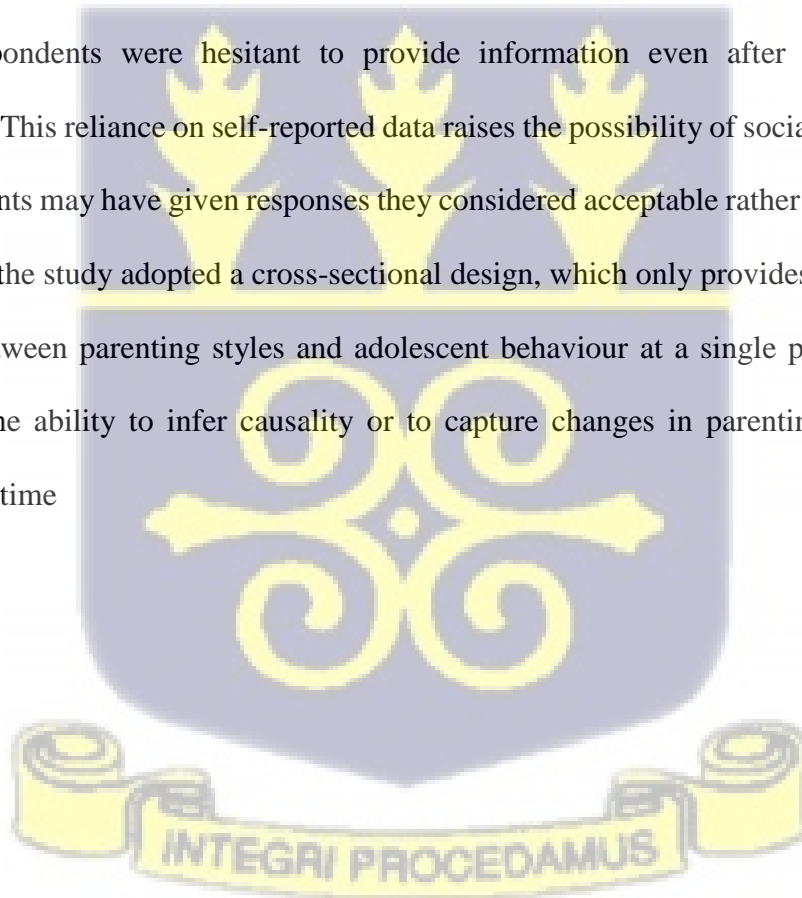 pondents were hesitant to provide information even after
This reliance on self-reported data raises the possibility of social
nts may have given responses they considered acceptable rather
the study adopted a cross-sectional design, which only provides
ween parenting styles and adolescent behaviour at a single p
he ability to infer causality or to capture changes in parentin
time
INTEGRI PROCEDAMUS